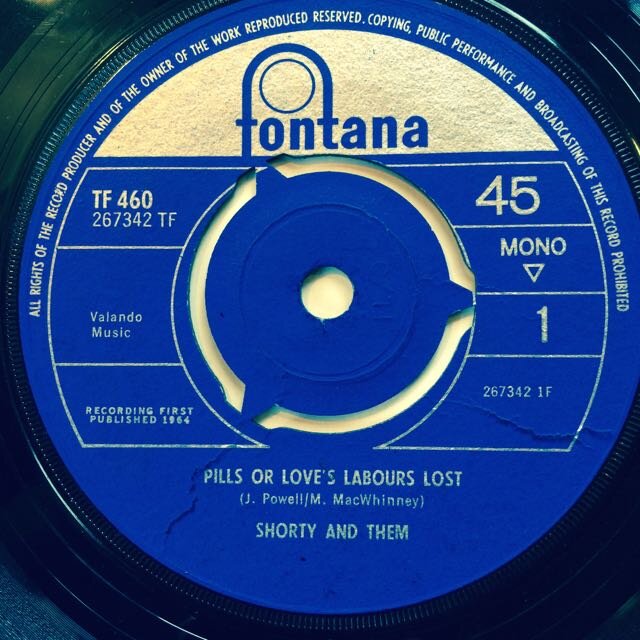 ALL RIGHTS OF THE RECORD PRODUCER AND OF THE OWNER OF THE WORK REPRODUCED RESERVED. COPYING, PUBLIC PERFORMANCE AND BROADCASTING OF THIS RECORD PROHIBITED
fontana
TF 460
267342 TF
45
MONO
1
Valando
Music
267342 1F
RECORDING FIRST
PUBLISHED 1964
PILLS OR LOVE'S LABOURS LOST
(J. Powell/M. MacWhinney)
SHORTY AND THEM